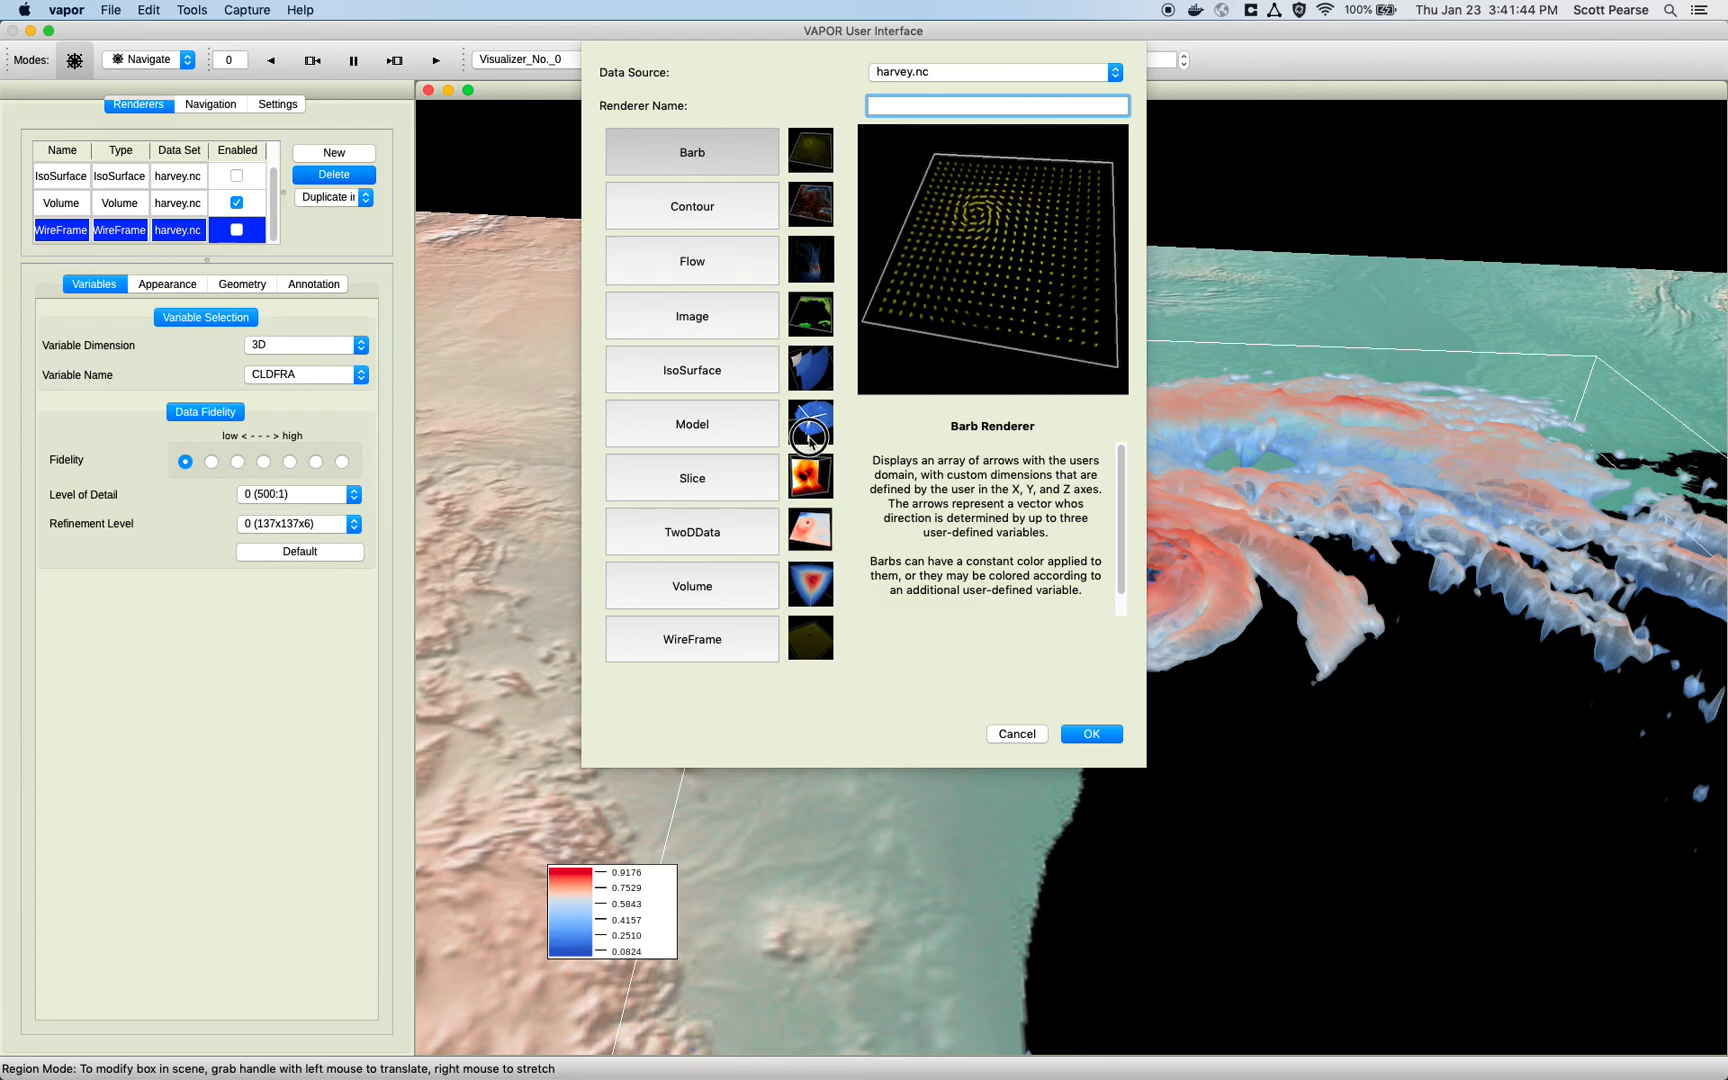 vapor File Edit Tools Capture Help 100% Thu Jan 23 3:41:44 PM Scott Pearse
VAPOR User Interface
Modes: Navigate 0 Visualizer_No._0
Renderers Navigation Settings
Name Type Data Set Enabled
IsoSurface IsoSurface harvey.nc
Volume Volume harvey.nc
WireFrame WireFrame harvey.nc
New
Delete
Duplicate i
Variables Appearance Geometry Annotation
Variable Selection
Variable Dimension 3D
Variable Name CLDFRA
Data Fidelity
low < - - - > high
Fidelity
Level of Detail 0 (500:1)
Refinement Level 0 (137x137x6)
Default
Data Source: harvey.nc
Renderer Name:
Barb
Contour
Flow
Image
IsoSurface
Model
Slice
TwoDData
Volume
WireFrame
Barb Renderer
Displays an array of arrows with the users
domain, with custom dimensions that are
defined by the user in the X, Y, and Z axes.
The arrows represent a vector whos
direction is determined by up to three
user-defined variables.
Barbs can have a constant color applied to
them, or they may be colored according to
an additional user-defined variable.
Cancel OK
0.9176
0.7529
0.5843
0.4157
0.2510
0.0824
Region Mode: To modify box in scene, grab handle with left mouse to translate, right mouse to stretch